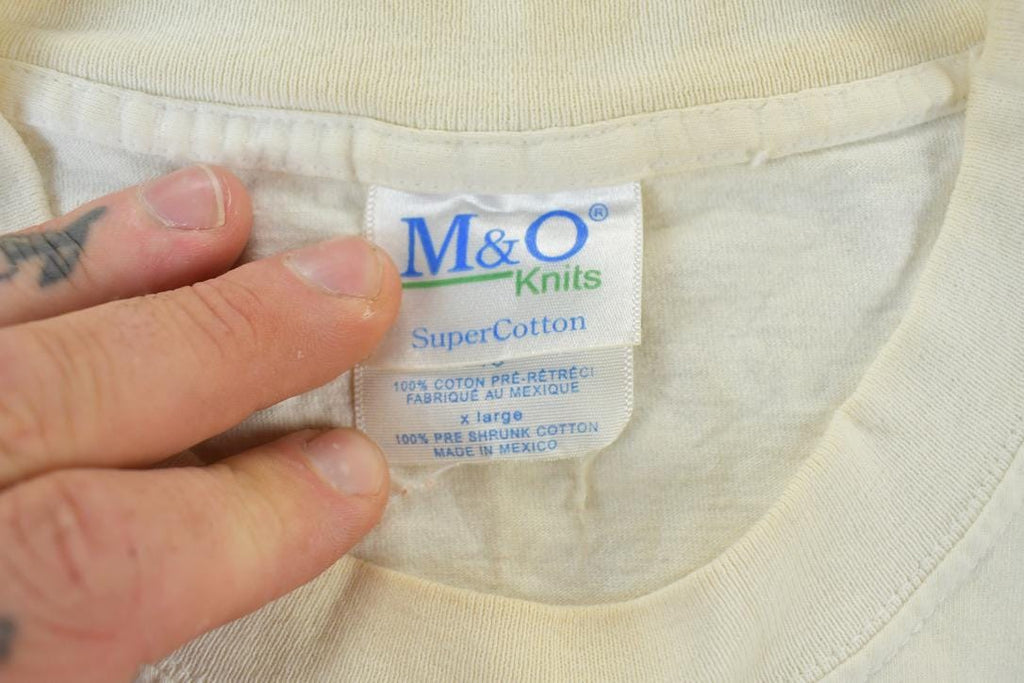 M&O®
Knits
SuperCotton
100% COTON PRÉ-RÉTRÉCI
FABRIQUÉ AU MEXIQUE
x large
100% PRE SHRUNK COTTON
MADE IN MEXICO